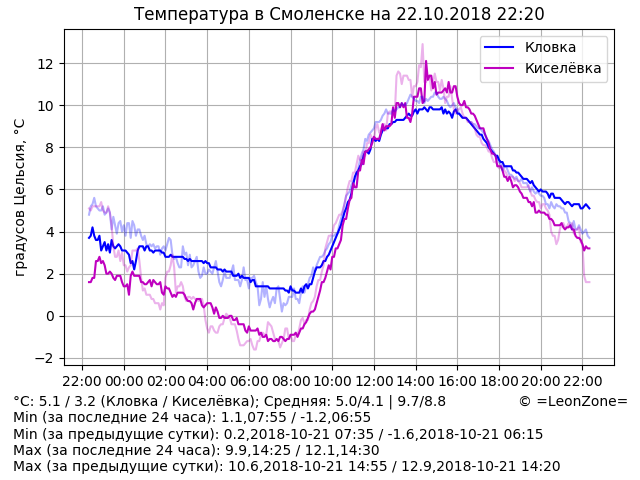 Температура в Смоленске на 22.10.2018 22:20
Кловка
Киселёвка
градусов Цельсия, °C
12
10
8
6
4
2
0
−2
22:00 00:00 02:00 04:00 06:00 08:00 10:00 12:00 14:00 16:00 18:00 20:00 22:00
°C: 5.1 / 3.2 (Кловка / Киселёвка); Средняя: 5.0/4.1 | 9.7/8.8 © =LeonZone=
Min (за последние 24 часа): 1.1,07:55 / -1.2,06:55
Min (за предыдущие сутки): 0.2,2018-10-21 07:35 / -1.6,2018-10-21 06:15
Max (за последние 24 часа): 9.9,14:25 / 12.1,14:30
Max (за предыдущие сутки): 10.6,2018-10-21 14:55 / 12.9,2018-10-21 14:20